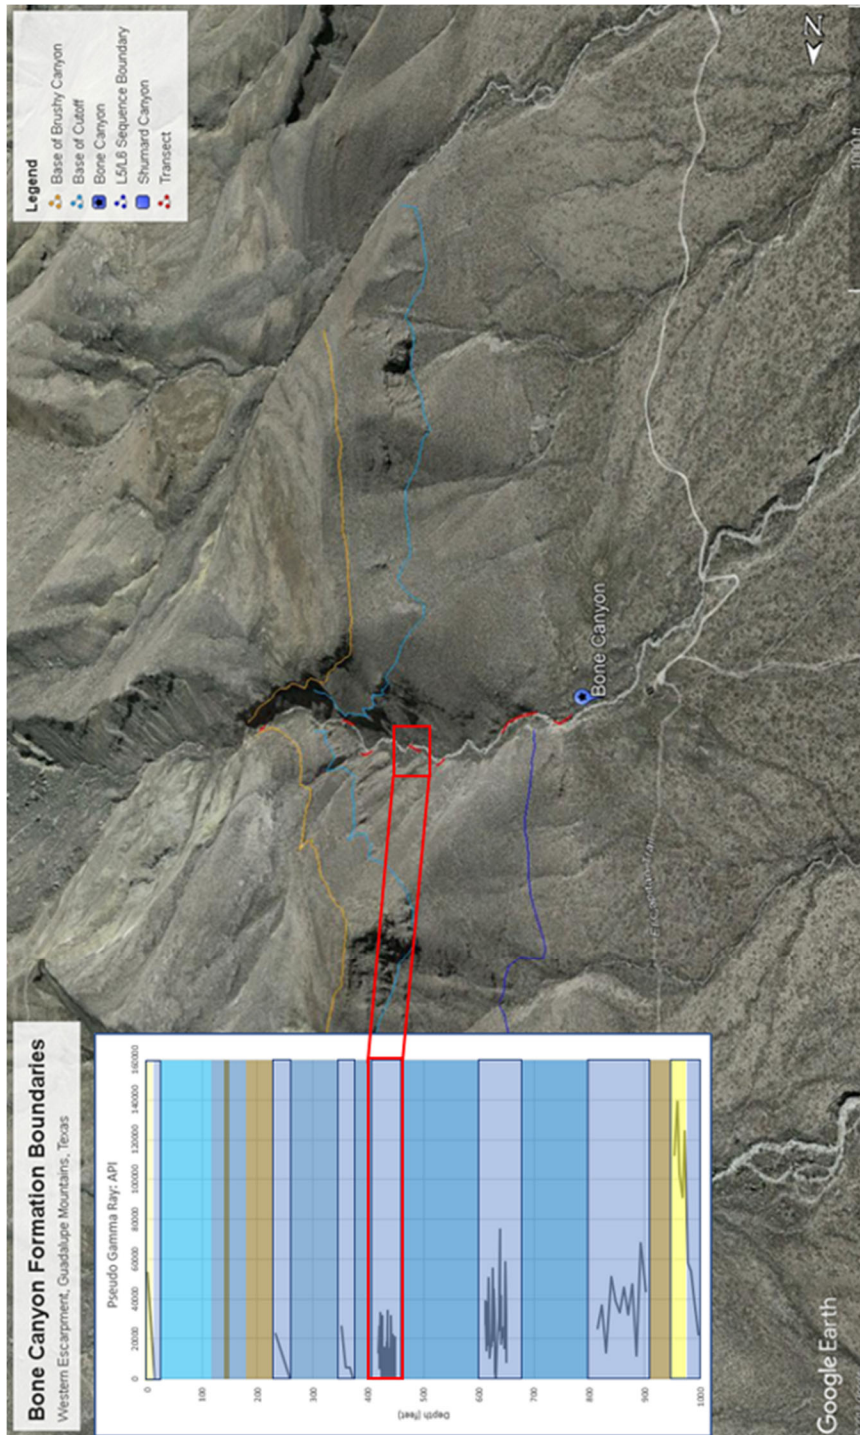 Bone Canyon Formation Boundaries
Western Escarpment, Guadalupe Mountains, Texas
Legend
Base of Brushy Canyon
Base of Cutoff
Bone Canyon
L5/L6 Sequence Boundary
Shumard Canyon
Transect
N
Pseudo Gamma Ray: API
0 20000 40000 60000 80000 100000 120000 140000 160000
0
100
200
300
400
500
600
700
800
900
1000
Depth (feet)
Bone Canyon
Google Earth